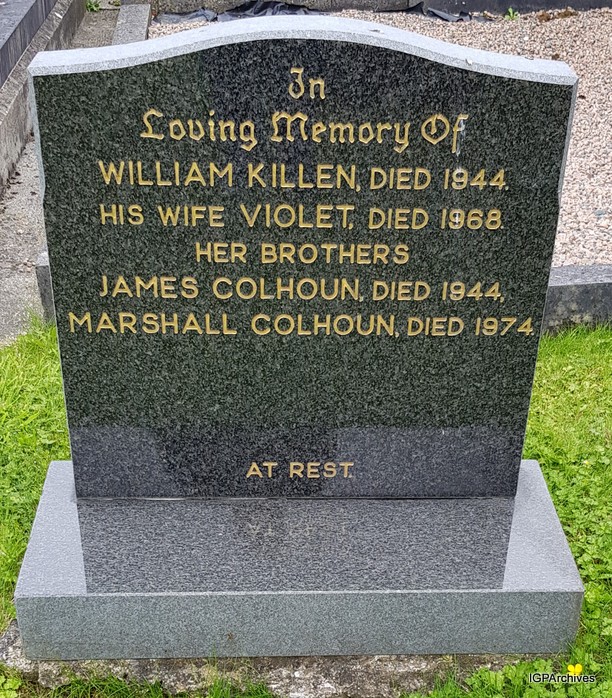 In
Loving Memory Of
WILLIAM KILLEN, DIED 1944.
HIS WIFE VIOLET, DIED 1968.
HER BROTHERS
JAMES COLHOUN, DIED 1944,
MARSHALL COLHOUN, DIED 1974.
AT REST.
IGPArchives